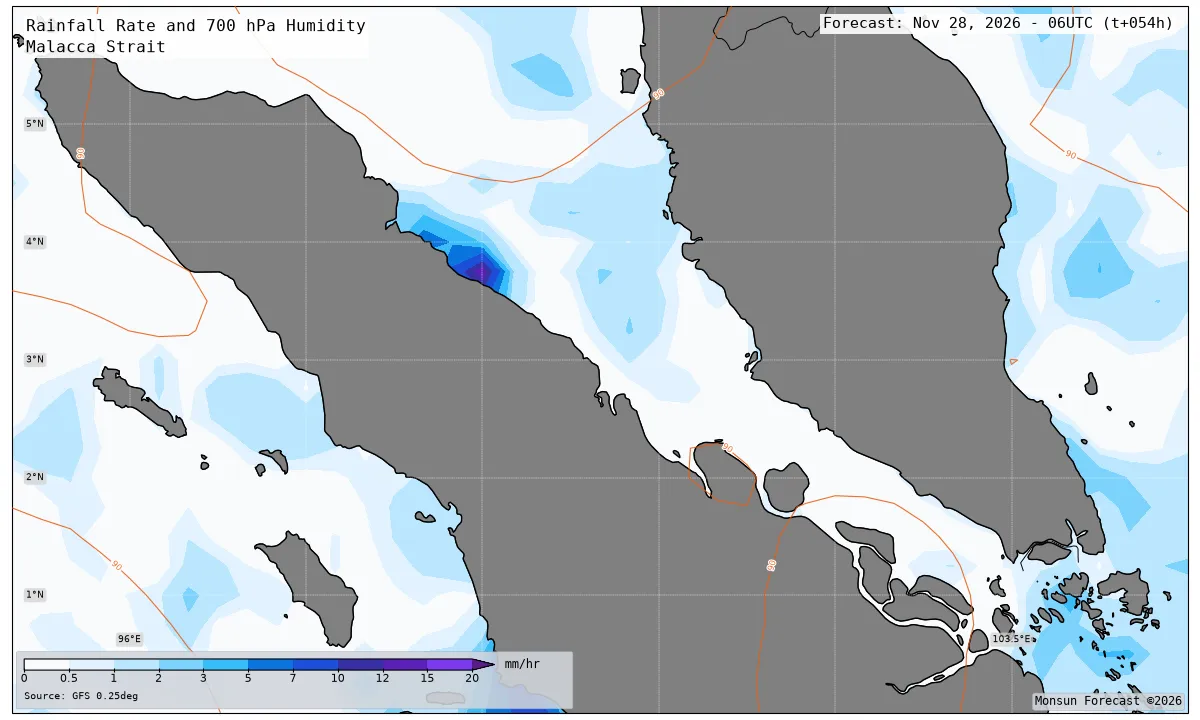 Rainfall Rate and 700 hPa Humidity
Malacca Strait
Forecast: Nov 28, 2026 - 06UTC (t+054h)
90
90
90
5°N
4°N
3°N
2°N
1°N
90
90
90
96°E
103.5°E
mm/hr
0 0.5 1 2 3 5 7 10 12 15 20
Source: GFS 0.25deg
Monsun Forecast ©2026